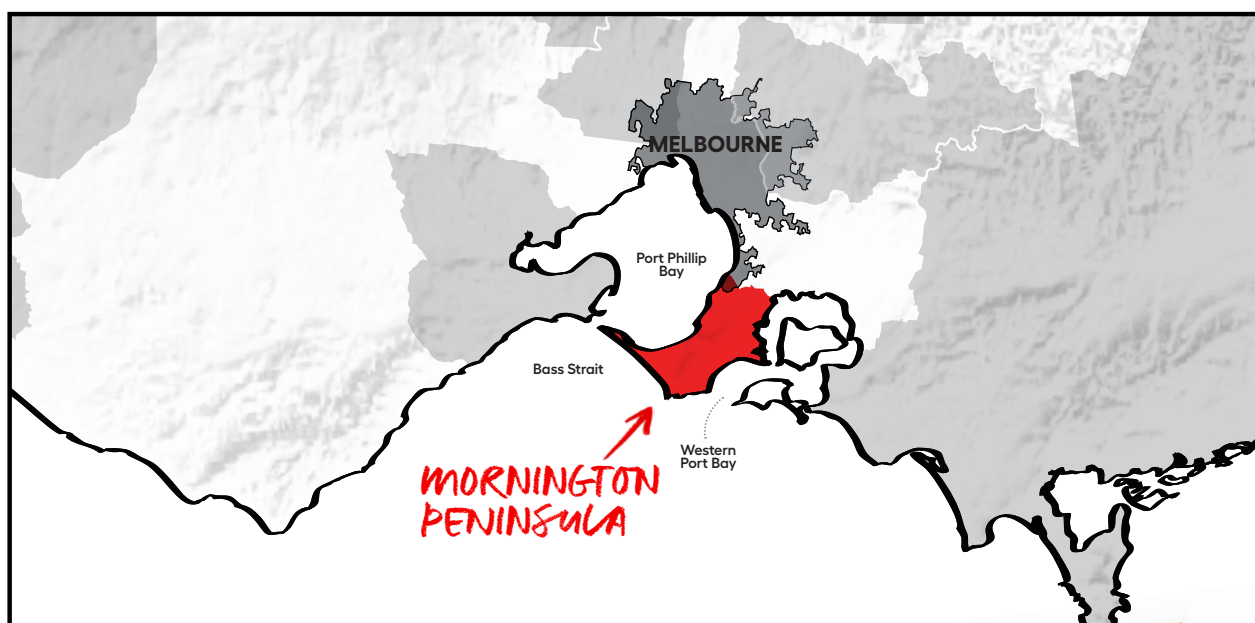 MELBOURNE
Port Phillip
Bay
Bass Strait
Western
Port Bay
MORNINGTON
PENINSULA